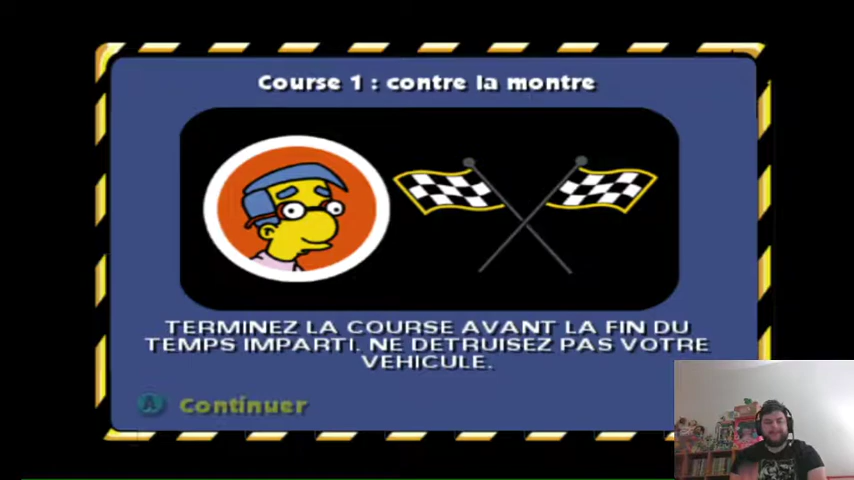 Course 1 : contre la montre
TERMINEZ LA COURSE AVANT LA FIN DU
TEMPS IMPARTI. NE DETRUISEZ PAS VOTRE
VEHICULE.
A Continuer